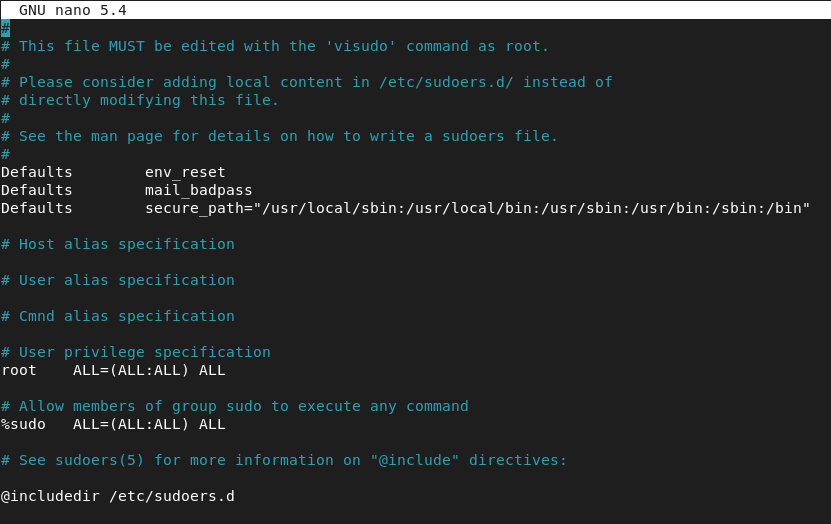 GNU nano 5.4
#
# This file MUST be edited with the 'visudo' command as root.
#
# Please consider adding local content in /etc/sudoers.d/ instead of
# directly modifying this file.
#
# See the man page for details on how to write a sudoers file.
#
Defaults        env_reset
Defaults        mail_badpass
Defaults        secure_path="/usr/local/sbin:/usr/local/bin:/usr/sbin:/usr/bin:/sbin:/bin"
# Host alias specification
# User alias specification
# Cmnd alias specification
# User privilege specification
root    ALL=(ALL:ALL) ALL
# Allow members of group sudo to execute any command
%sudo   ALL=(ALL:ALL) ALL
# See sudoers(5) for more information on "@include" directives:
@includedir /etc/sudoers.d